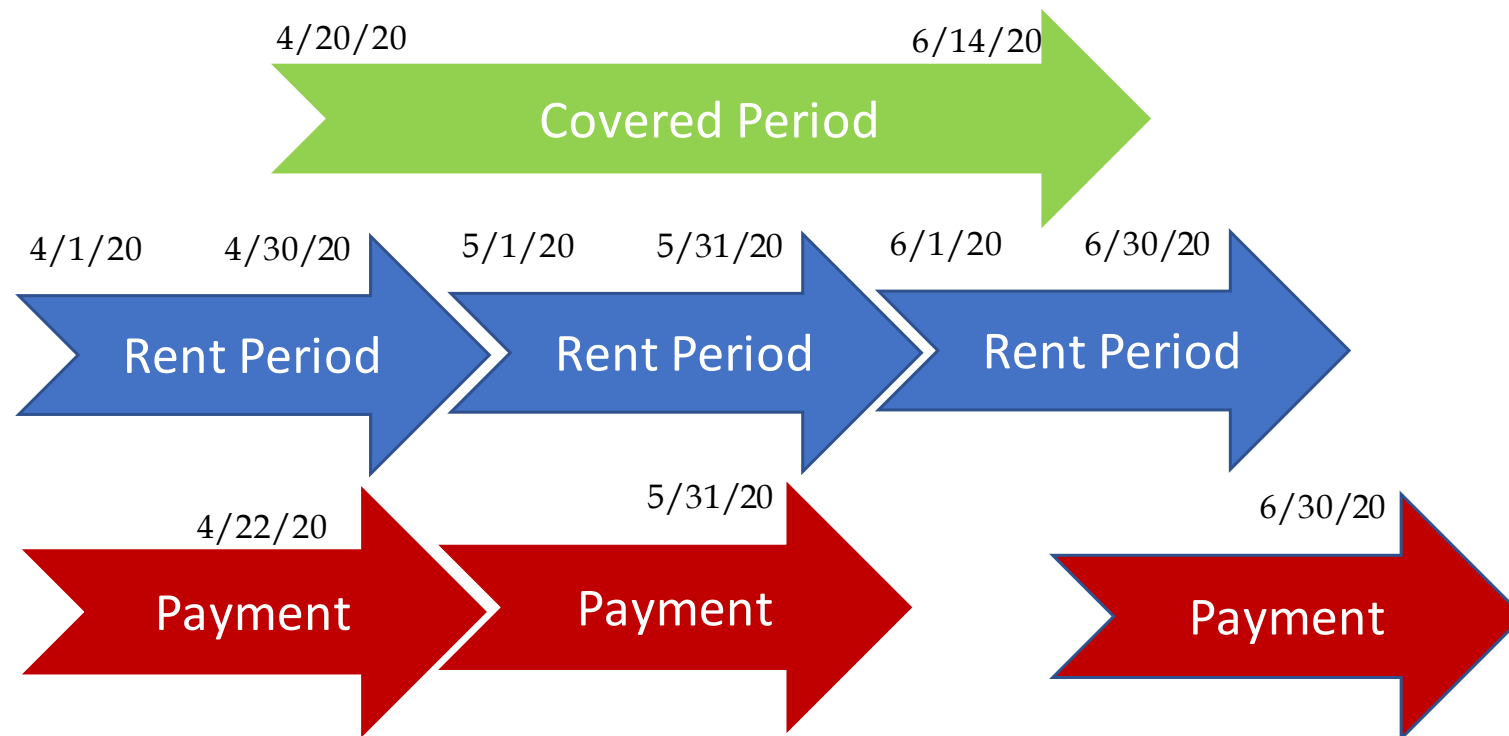 4/20/20 6/14/20
Covered Period
4/1/20 4/30/20 5/1/20 5/31/20 6/1/20 6/30/20
Rent Period Rent Period Rent Period
4/22/20 5/31/20 6/30/20
Payment Payment Payment